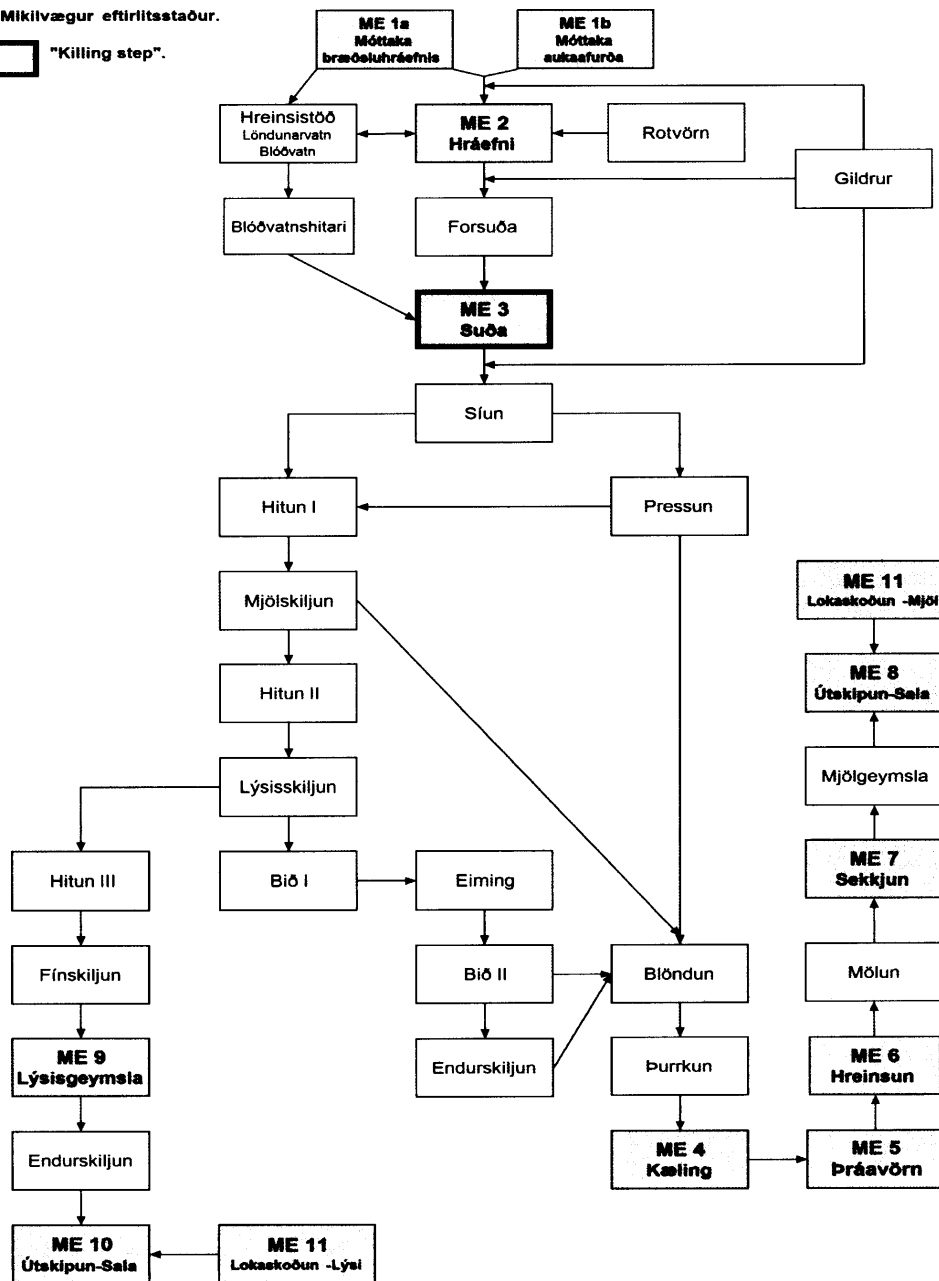 Mikilvægur eftirlitsstaður.
"Killing step".
ME 1a
Móttaka
bræðsluhráefnis
ME 1b
Móttaka
aukaafurða
Hreinsistöð
Löndunarvatn
Blóðvatn
ME 2
Hráefni
Rotvörn
Gildrur
Blóðvatnshitari
Forsuða
ME 3
Suða
Síun
Hitun I
Pressun
Mjölskiljun
ME 11
Lokaskoðun -Mjöl
Hitun II
ME 8
Útskipun-Sala
Lýsisskiljun
Mjölgeymsla
Hitun III
Bið I
Eiming
ME 7
Sekkjun
Fínskiljun
Bið II
Blöndun
Mölun
ME 9
Lýsisgeymsla
Endurskiljun
Þurrkun
ME 6
Hreinsun
Endurskiljun
ME 4
Kæling
ME 5
Þráavörn
ME 10
Útskipun-Sala
ME 11
Lokaskoðun -Lýsi